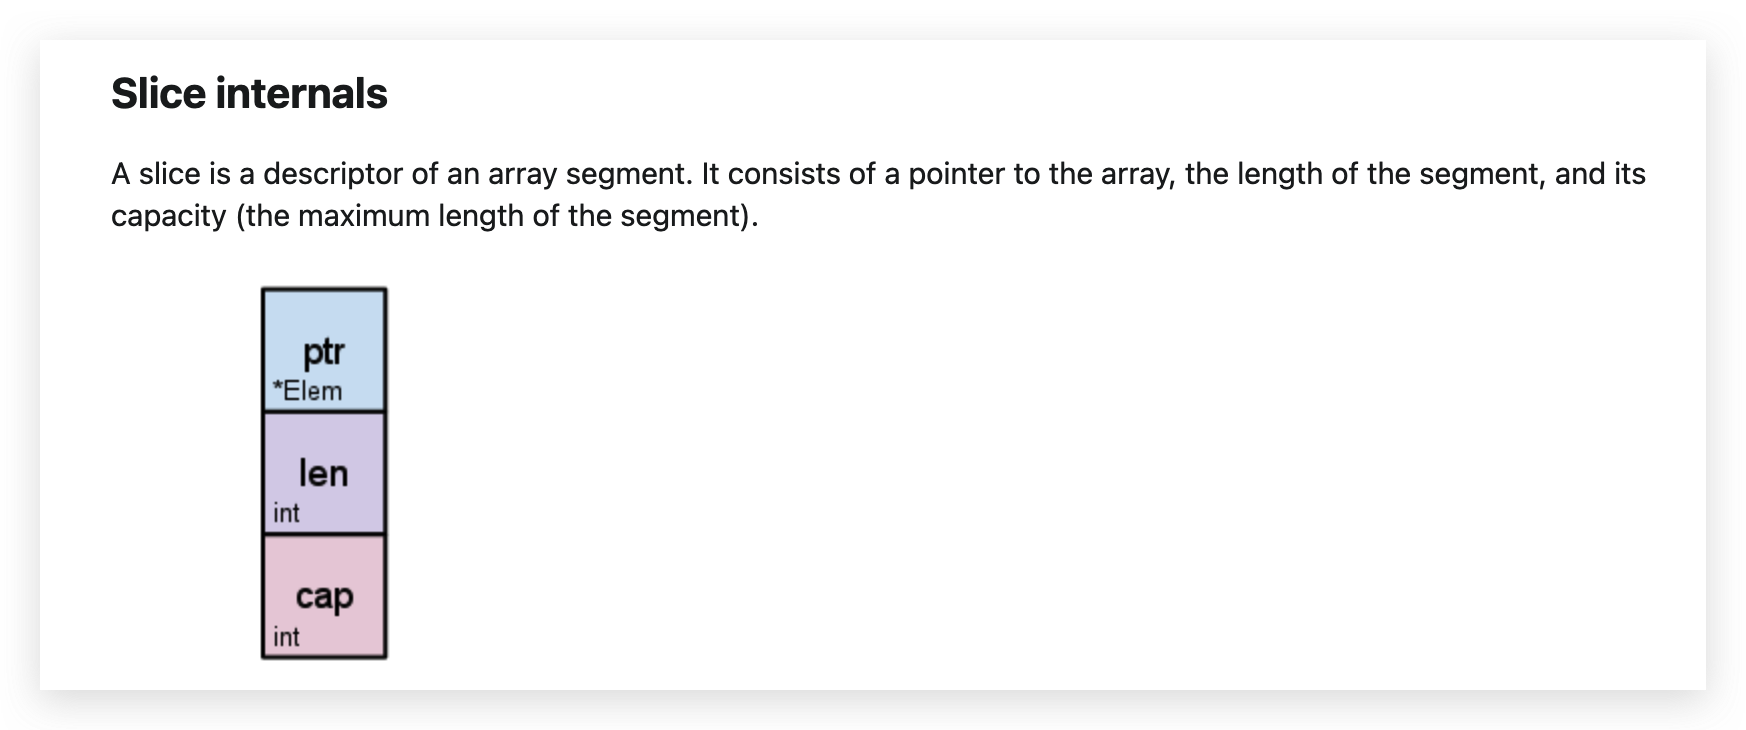 Slice internals
A slice is a descriptor of an array segment. It consists of a pointer to the array, the length of the segment, and its
capacity (the maximum length of the segment).
ptr
*Elem
len
int
cap
int